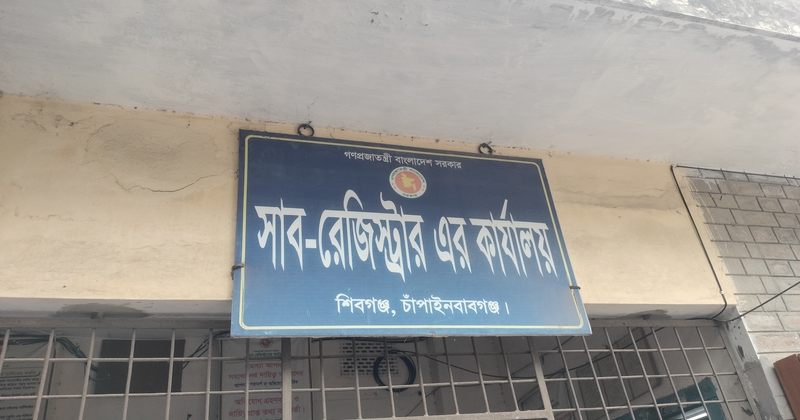 গণপ্রজাতন্ত্রী বাংলাদেশ সরকার
সাব-রেজিস্ট্রার এর কার্যালয়
শিবগঞ্জ, চাঁপাইনবাবগঞ্জ।